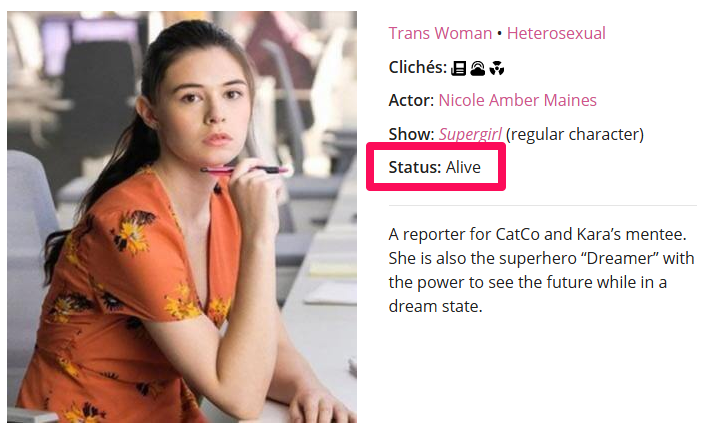 Trans Woman • Heterosexual
Clichés:
Actor: Nicole Amber Maines
Show: Supergirl (regular character)
Status: Alive
A reporter for CatCo and Kara’s mentee.
She is also the superhero “Dreamer” with
the power to see the future while in a
dream state.